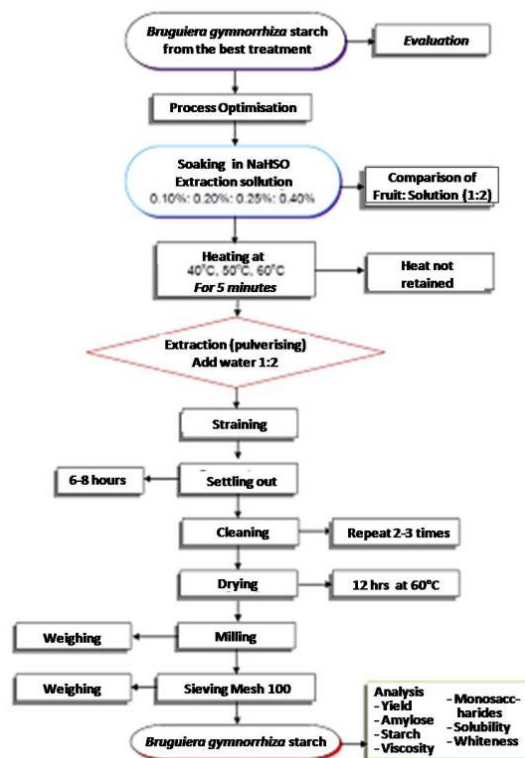 Bruguiera gymnorrhiza starch
from the best treatment
Evaluation
Process Optimisation
Soaking in NaHSO
Extraction sollution
0.10%: 0.20%: 0.25%: 0.40%
Comparison of
Fruit: Solution (1:2)
Heating at
40°C, 50°C, 60°C
For 5 minutes
Heat not
retained
Extraction (pulverising)
Add water 1:2
Straining
6-8 hours
Settling out
Cleaning
Repeat 2-3 times
Drying
12 hrs at 60°C
Weighing
Milling
Weighing
Sieving Mesh 100
Bruguiera gymnorrhiza starch
Analysis
- Yield
- Amylose
- Starch
- Viscosity
- Monosacc-
harides
- Solubility
- Whiteness